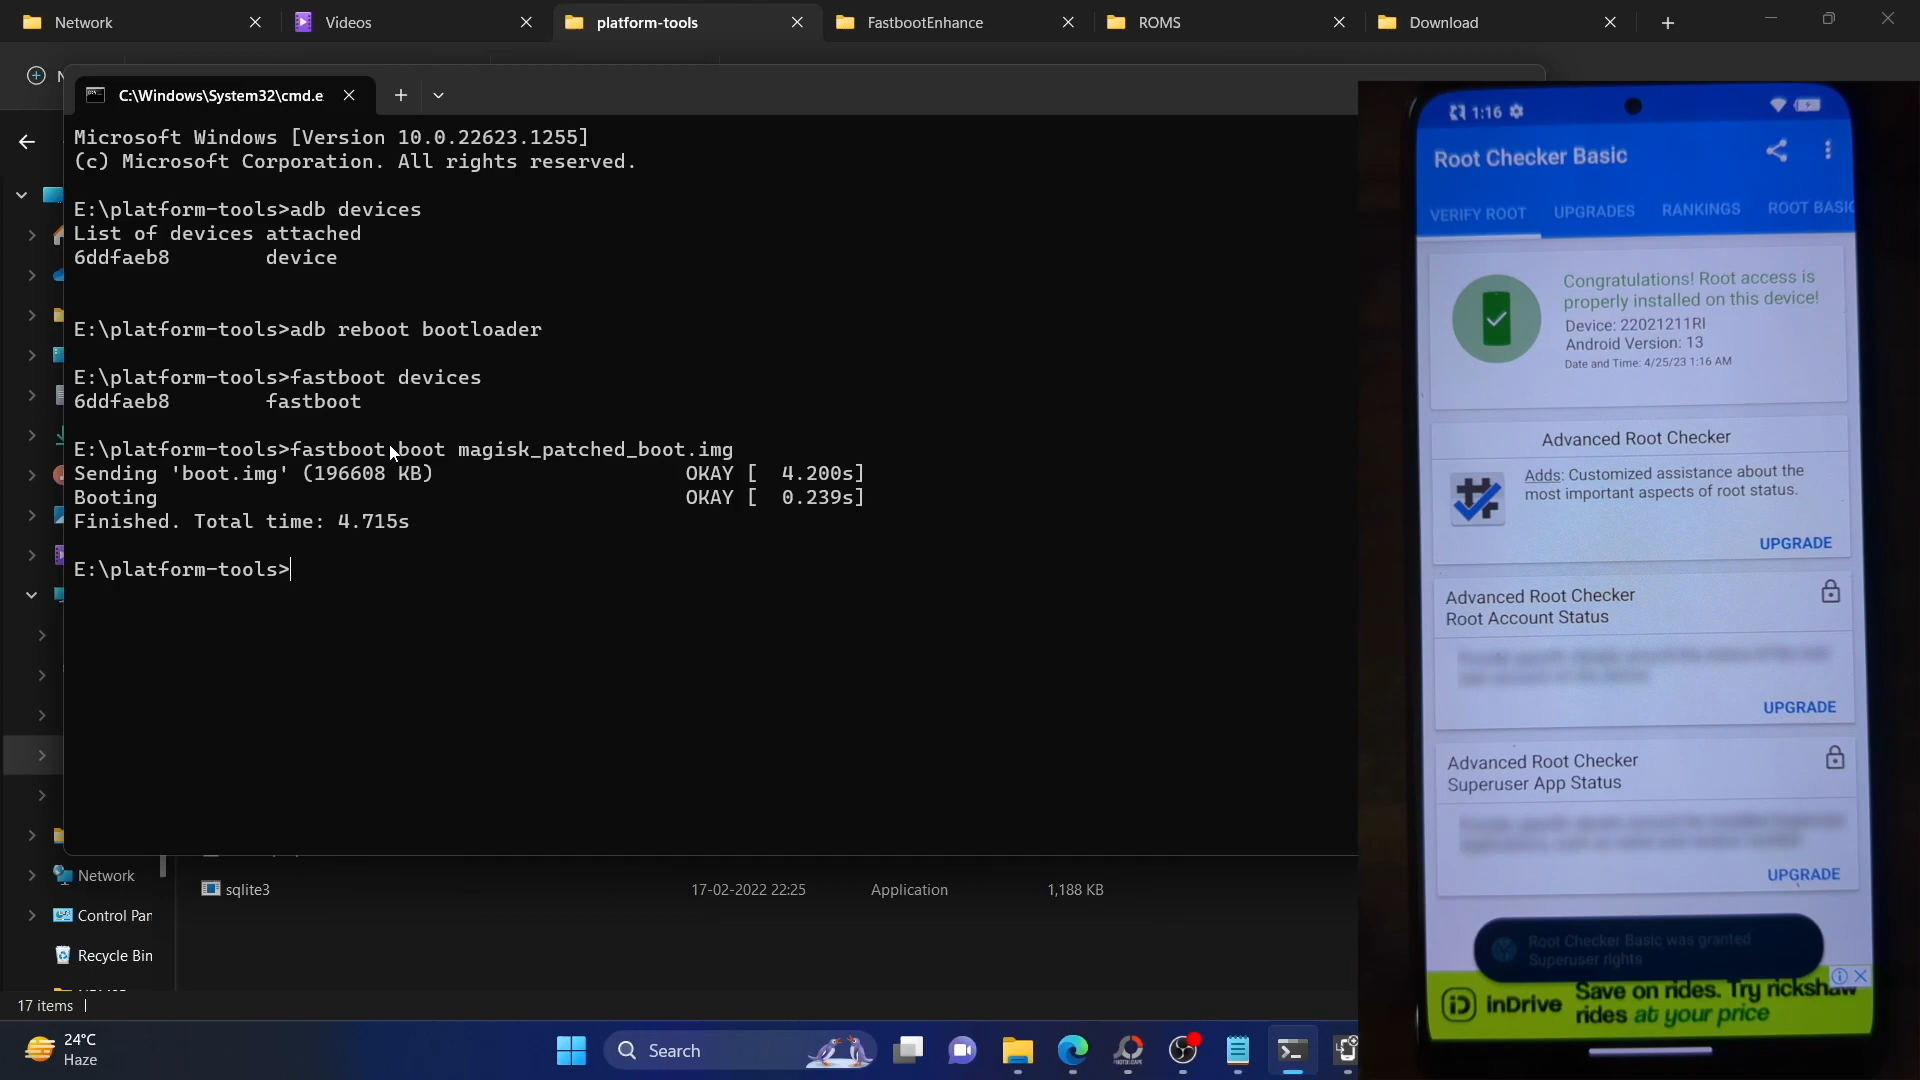 Network
Videos
platform-tools
FastbootEnhance
ROMS
Download
N
C:\Windows\System32\cmd.e
Microsoft Windows [Version 10.0.22623.1255]
(c) Microsoft Corporation. All rights reserved.
E:\platform-tools>adb devices
List of devices attached
6ddfaeb8 device
E:\platform-tools>adb reboot bootloader
E:\platform-tools>fastboot devices
6ddfaeb8 fastboot
E:\platform-tools>fastboot boot magisk_patched_boot.img
Sending 'boot.img' (196608 KB) OKAY [ 4.200s]
Booting OKAY [ 0.239s]
Finished. Total time: 4.715s
E:\platform-tools>
Network
Control Par
Recycle Bin
sqlite3 17-02-2022 22:25 Application 1,188 KB
17 items
24°C
Haze
Search
1:16
Root Checker Basic
VERIFY ROOT UPGRADES RANKINGS ROOT BASIC
Congratulations! Root access is
properly installed on this device!
Device: 22021211RI
Android Version: 13
Date and Time: 4/25/23 1:16 AM
Advanced Root Checker
Adds: Customized assistance about the
most important aspects of root status.
UPGRADE
Advanced Root Checker
Root Account Status
UPGRADE
Advanced Root Checker
Superuser App Status
UPGRADE
Root Checker Basic was granted
Superuser rights
inDrive
Save on rides. Try rickshaw
rides at your price